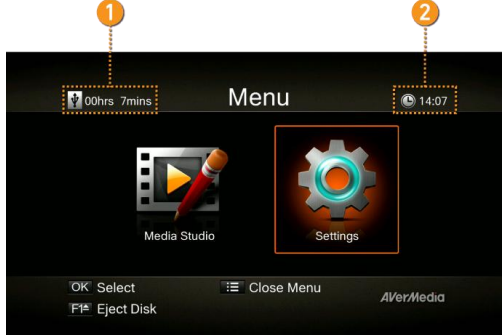 1
2
00hrs 7mins
Menu
14:07
Media Studio
Settings
OK Select
Close Menu
F1 Eject Disk
AVerMedia